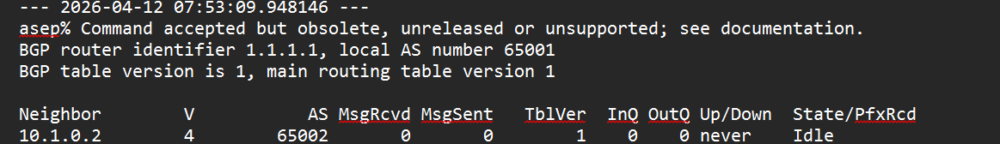 --- 2026-04-12 07:53:09.948146 ---
asep% Command accepted but obsolete, unreleased or unsupported; see documentation.
BGP router identifier 1.1.1.1, local AS number 65001
BGP table version is 1, main routing table version 1
Neighbor V AS MsgRcvd MsgSent TblVer InQ OutQ Up/Down State/PfxRcd
10.1.0.2 4 65002 0 0 1 0 0 never Idle